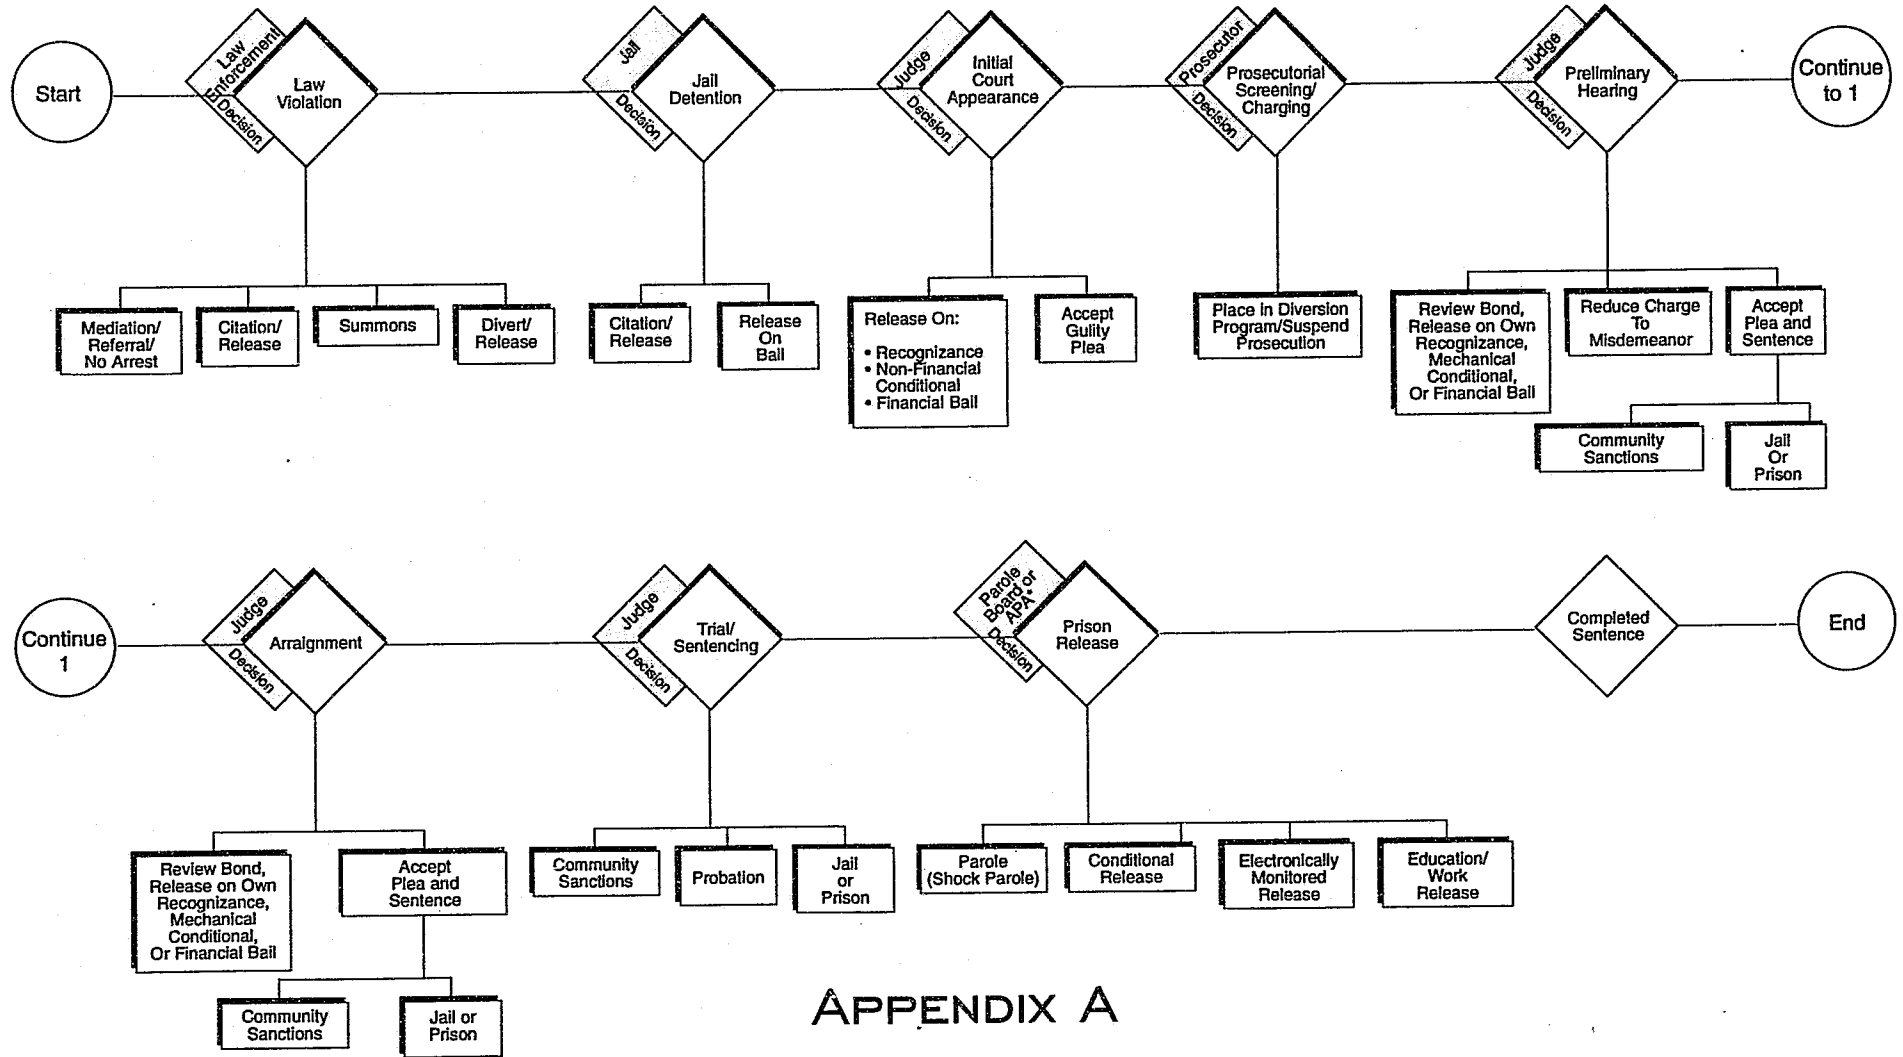 Start
Law
Enforcement
Decision
Law
Violation
Mediation/
Referral/
No Arrest
Citation/
Release
Summons
Divert/
Release
Jail
Decision
Jail
Detention
Citation/
Release
Release
On
Bail
Judge
Decision
Initial
Court
Appearance
Release On:
• Recognizance
• Non-Financial
Conditional
• Financial Bail
Accept
Guilty
Plea
Prosecutor
Decision
Prosecutorial
Screening/
Charging
Place in Diversion
Program/Suspend
Prosecution
Judge
Decision
Preliminary
Hearing
Review Bond,
Release on Own
Recognizance,
Mechanical
Conditional,
Or Financial Bail
Reduce Charge
To
Misdemeanor
Accept
Plea and
Sentence
Community
Sanctions
Jail
Or
Prison
Continue
to 1
Continue
1
Judge
Decision
Arraignment
Review Bond,
Release on Own
Recognizance,
Mechanical
Conditional,
Or Financial Bail
Accept
Plea and
Sentence
Community
Sanctions
Jail or
Prison
Judge
Decision
Trial/
Sentencing
Community
Sanctions
Probation
Jail
or
Prison
Parole
Board or
APA*
Decision
Prison
Release
Parole
(Shock Parole)
Conditional
Release
Electronically
Monitored
Release
Education/
Work
Release
Completed
Sentence
End
APPENDIX A